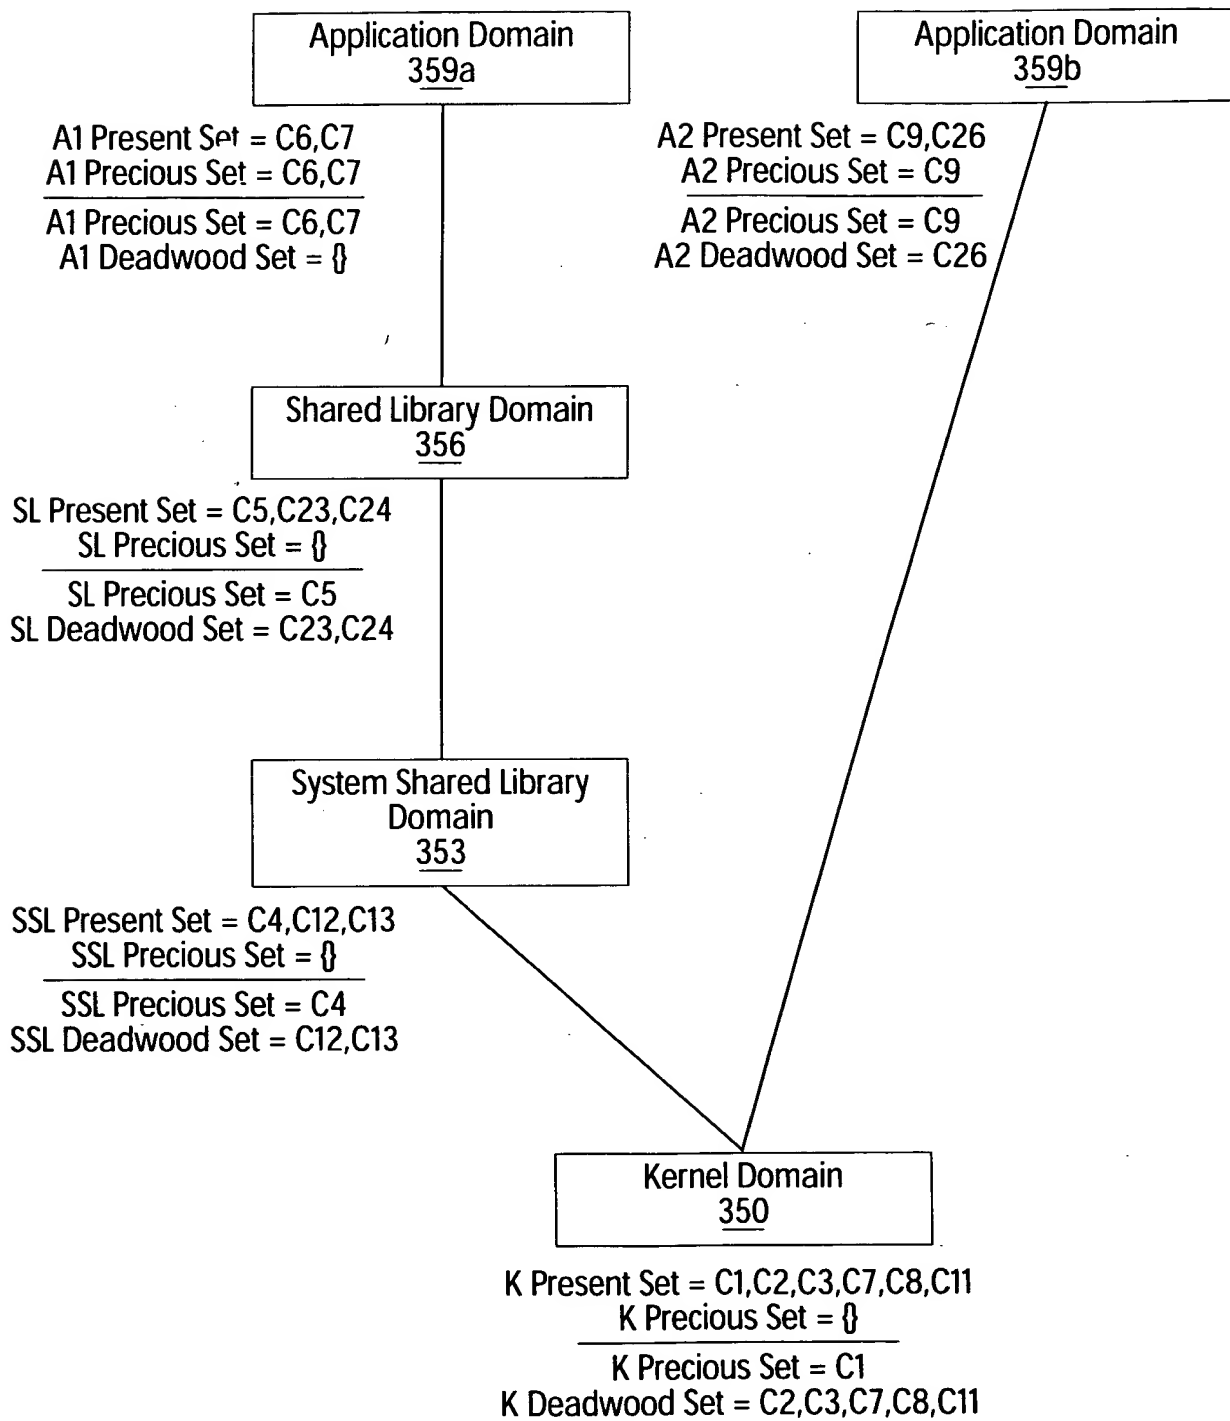 Application Domain
359a
A1 Present Set = C6,C7
A1 Precious Set = C6,C7
A1 Precious Set = C6,C7
A1 Deadwood Set = {}
Application Domain
359b
A2 Present Set = C9,C26
A2 Precious Set = C9
A2 Precious Set = C9
A2 Deadwood Set = C26
Shared Library Domain
356
SL Present Set = C5,C23,C24
SL Precious Set = {}
SL Precious Set = C5
SL Deadwood Set = C23,C24
System Shared Library
Domain
353
SSL Present Set = C4,C12,C13
SSL Precious Set = {}
SSL Precious Set = C4
SSL Deadwood Set = C12,C13
Kernel Domain
350
K Present Set = C1,C2,C3,C7,C8,C11
K Precious Set = {}
K Precious Set = C1
K Deadwood Set = C2,C3,C7,C8,C11